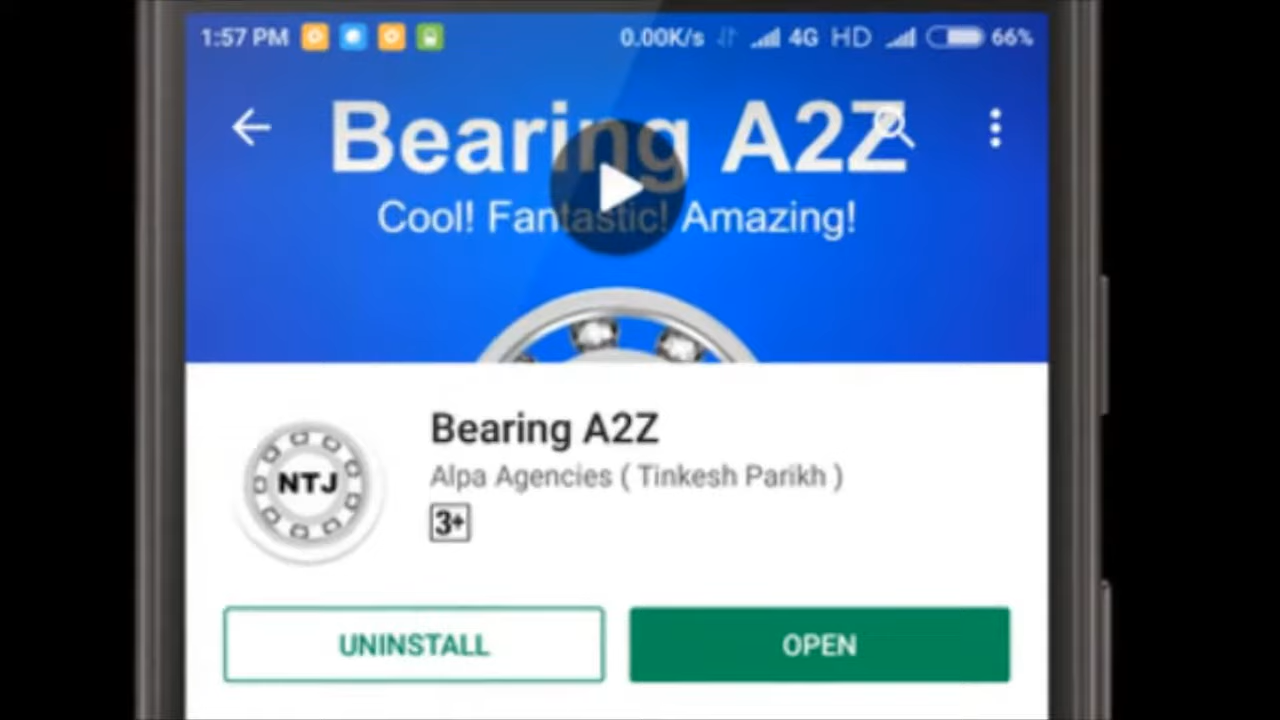 1:57 PM 0.00K/s 4G HD 66%
Bearing A2Z
Cool! Fantastic! Amazing!
NTJ
Bearing A2Z
Alpa Agencies ( Tinkesh Parikh )
3+
UNINSTALL
OPEN